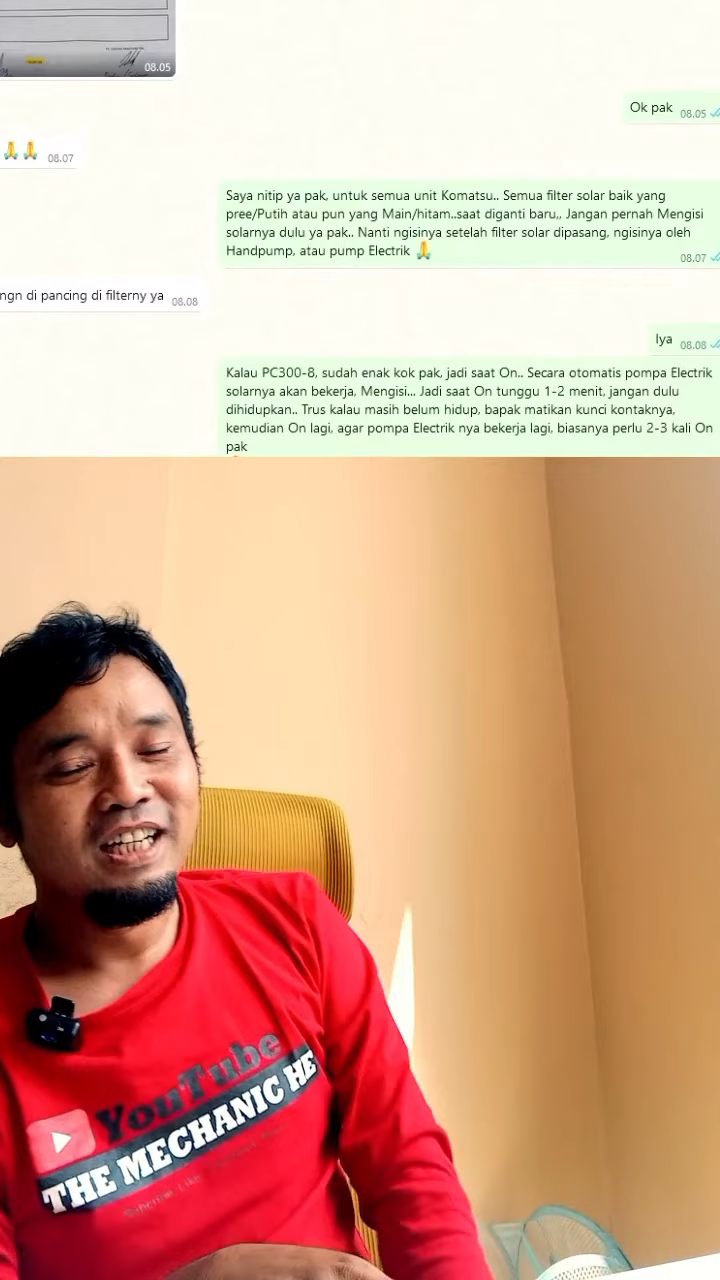 08.05
Ok pak 08.05
08.07
Saya nitip ya pak, untuk semua unit Komatsu.. Semua filter solar baik yang
pree/Putih atau pun yang Main/hitam..saat diganti baru,, Jangan pernah Mengisi
solarnya dulu ya pak.. Nanti ngisinya setelah filter solar dipasang, ngisinya oleh
Handpump, atau pump Electrik 🙏
08.07
ngn di pancing di filterny ya 08.08
Iya 08.08
Kalau PC300-8, sudah enak kok pak, jadi saat On.. Secara otomatis pompa Electrik
solarnya akan bekerja, Mengisi... Jadi saat On tunggu 1-2 menit, jangan dulu
dihidupkan.. Trus kalau masih belum hidup, bapak matikan kunci kontaknya,
kemudian On lagi, agar pompa Electrik nya bekerja lagi, biasanya perlu 2-3 kali On
pak
YouTube
THE MECHANIC HE